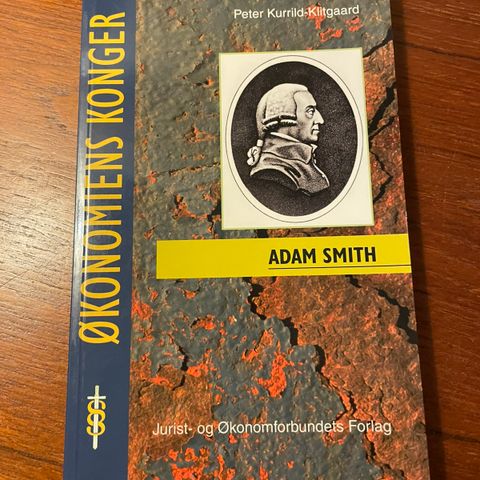 Peter Kurrild-Klitgaard
ØKONOMIENS KONGER
ADAM SMITH
Jurist- og Økonomforbundets Forlag